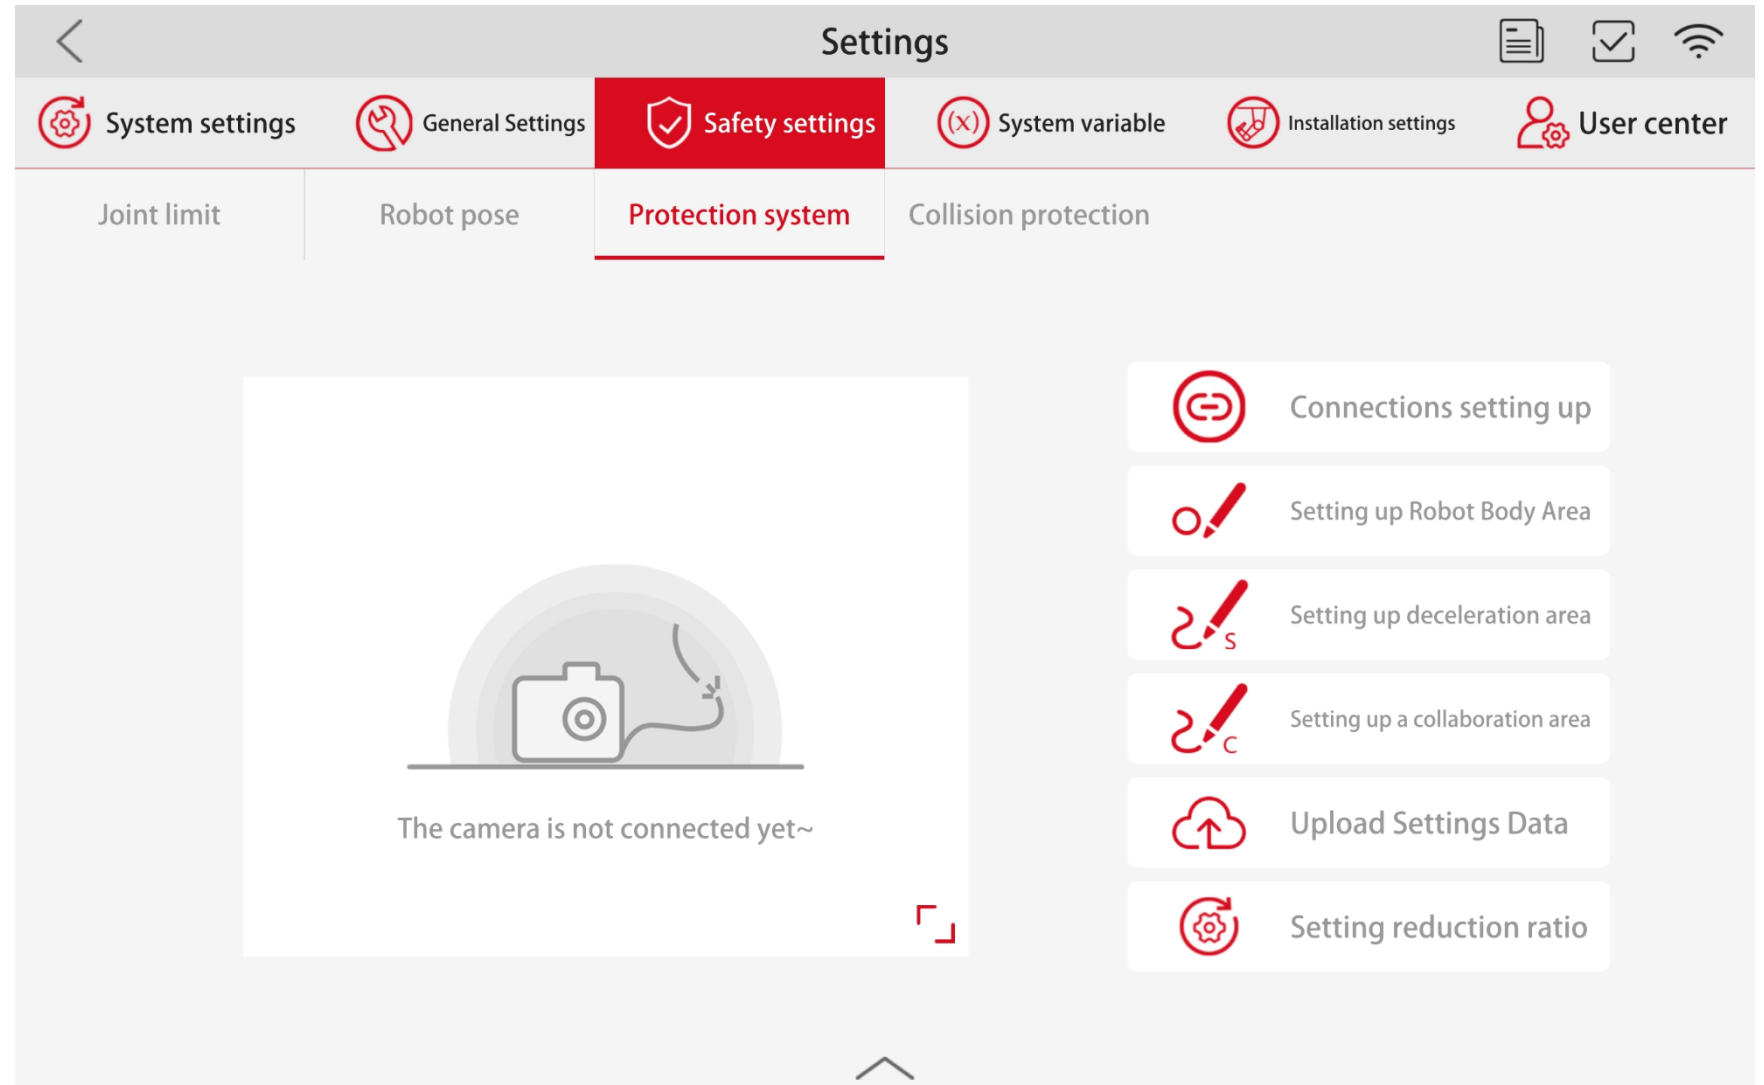 Settings
System settings
General Settings
Safety settings
System variable
Installation settings
User center
Joint limit
Robot pose
Protection system
Collision protection
Connections setting up
Setting up Robot Body Area
S
Setting up deceleration area
C
Setting up a collaboration area
Upload Settings Data
Setting reduction ratio
The camera is not connected yet~
(x)